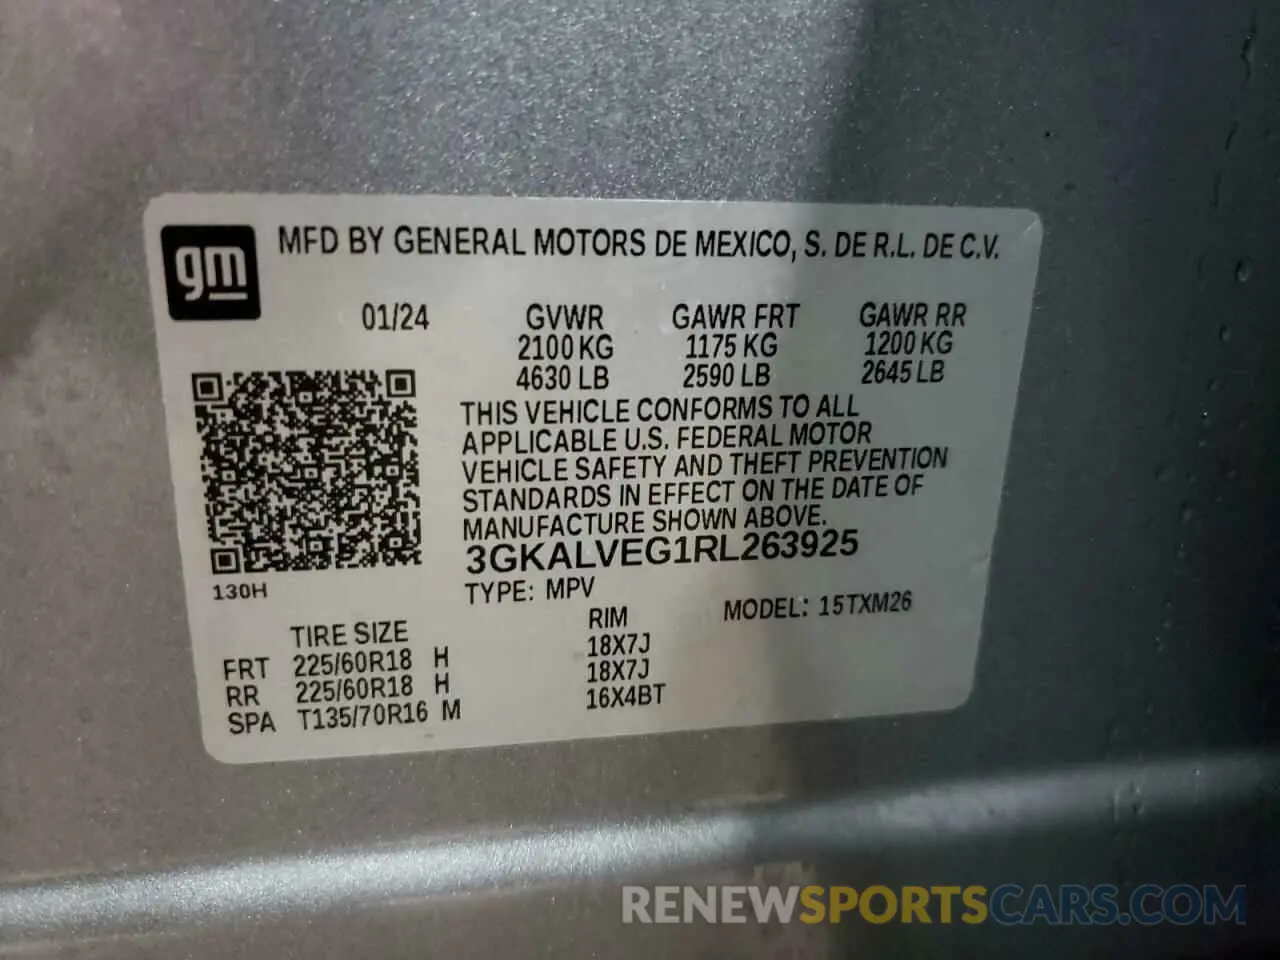 gm MFD BY GENERAL MOTORS DE MEXICO, S. DE R.L. DE C.V.
01/24 GVWR GAWR FRT GAWR RR
2100 KG 1175 KG 1200 KG
4630 LB 2590 LB 2645 LB
THIS VEHICLE CONFORMS TO ALL
APPLICABLE U.S. FEDERAL MOTOR
VEHICLE SAFETY AND THEFT PREVENTION
STANDARDS IN EFFECT ON THE DATE OF
MANUFACTURE SHOWN ABOVE.
3GKALVEG1RL263925
130H
TYPE: MPV
MODEL: 15TXM26
TIRE SIZE RIM
FRT 225/60R18 H 18X7J
RR 225/60R18 H 18X7J
SPA T135/70R16 M 16X4BT
RENEWSPORTSCARS.COM